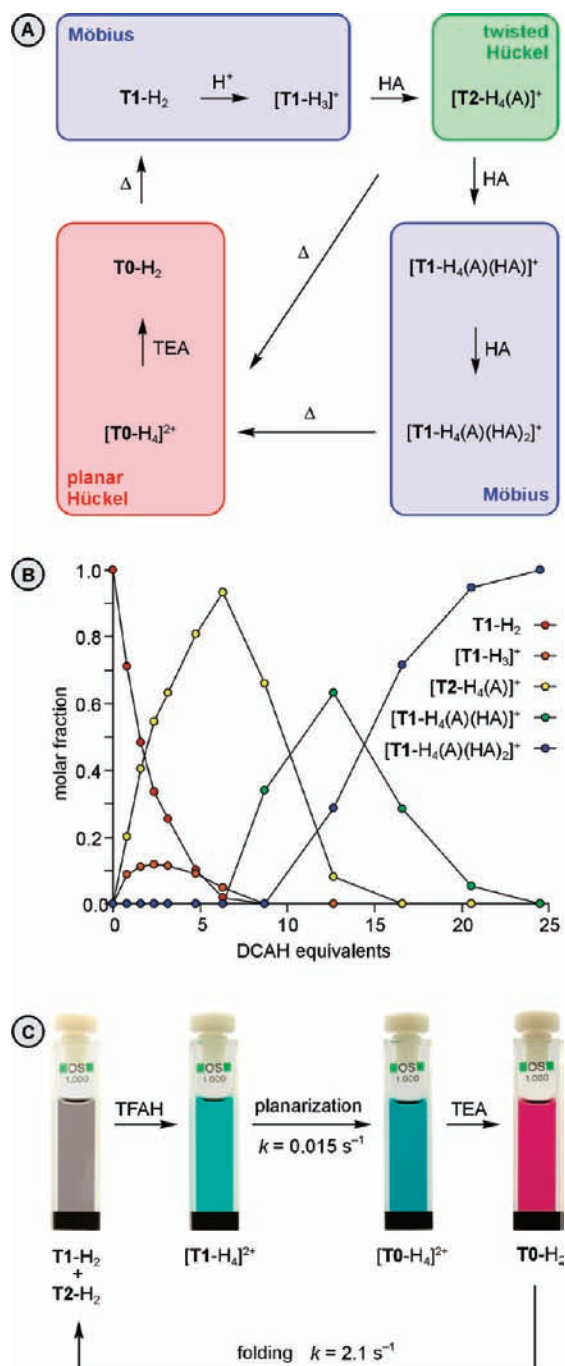 A
Möbius
twisted
Hückel
T1-H₂
H⁺
[T1-H₃]⁺
HA
[T2-H₄(A)]⁺
Δ
HA
Δ
T0-H₂
[T1-H₄(A)(HA)]⁺
TEA
HA
[T0-H₄]²⁺
Δ
[T1-H₄(A)(HA)₂]⁺
planar
Hückel
Möbius
B
molar fraction
1.0
0.8
0.6
0.4
0.2
0.0
T1-H₂
[T1-H₃]⁺
[T2-H₄(A)]⁺
[T1-H₄(A)(HA)]⁺
[T1-H₄(A)(HA)₂]⁺
0 5 10 15 20 25
DCAH equivalents
C
OS
1.000
OS
1.000
OS
1.000
OS
1.000
TFAH
planarization
k = 0.015 s⁻¹
TEA
T1-H₂
+
T2-H₂
[T1-H₄]²⁺
[T0-H₄]²⁺
T0-H₂
folding k = 2.1 s⁻¹